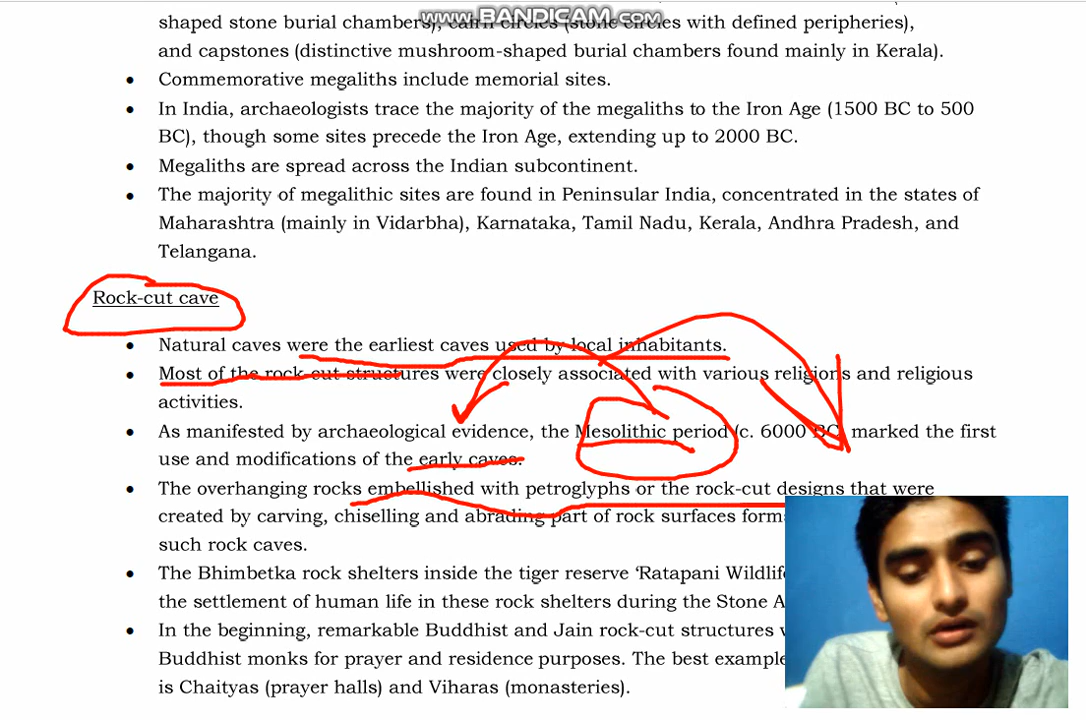 www.BANDICAM.com
shaped stone burial chambers), cairn circles (stone circles with defined peripheries),
and capstones (distinctive mushroom-shaped burial chambers found mainly in Kerala).
• Commemorative megaliths include memorial sites.
• In India, archaeologists trace the majority of the megaliths to the Iron Age (1500 BC to 500
BC), though some sites precede the Iron Age, extending up to 2000 BC.
• Megaliths are spread across the Indian subcontinent.
• The majority of megalithic sites are found in Peninsular India, concentrated in the states of
Maharashtra (mainly in Vidarbha), Karnataka, Tamil Nadu, Kerala, Andhra Pradesh, and
Telangana.
Rock-cut cave
• Natural caves were the earliest caves used by local inhabitants.
• Most of the rock-cut structures were closely associated with various religions and religious
activities.
• As manifested by archaeological evidence, the Mesolithic period (c. 6000 BC) marked the first
use and modifications of the early caves.
• The overhanging rocks embellished with petroglyphs or the rock-cut designs that were
created by carving, chiselling and abrading part of rock surfaces
such rock caves.
• The Bhimbetka rock shelters inside the tiger reserve ‘Ratapani
the settlement of human life in these rock shelters during the Stone
• In the beginning, remarkable Buddhist and Jain rock-cut structures
Buddhist monks for prayer and residence purposes. The best
is Chaityas (prayer halls) and Viharas (monasteries).